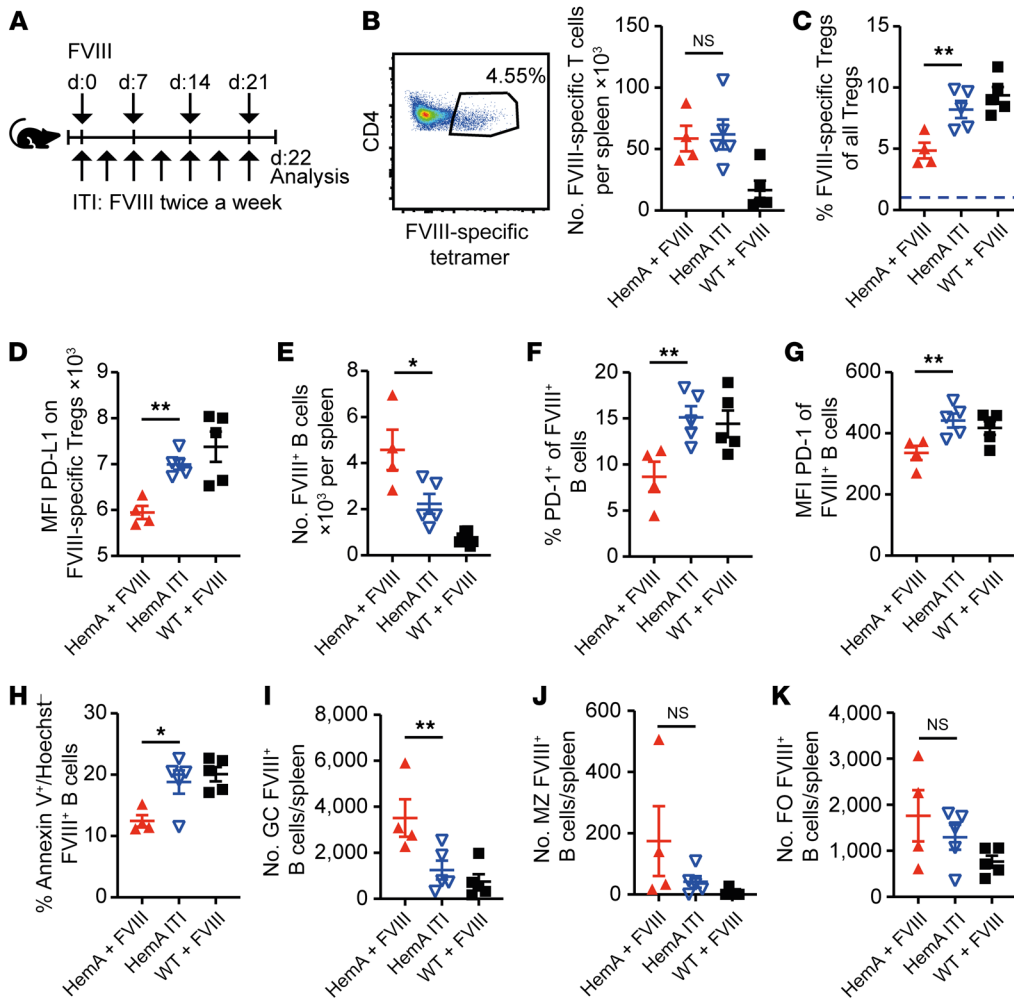 A
FVIII
d:0 d:7 d:14 d:21
d:22
Analysis
ITI: FVIII twice a week
B
4.55%
CD4
FVIII-specific
tetramer
No. FVIII-specific T cells
per spleen ×10³
150
100
50
0
NS
HemA + FVIII
HemA ITI
WT + FVIII
C
% FVIII-specific Tregs
of all Tregs
15
10
5
0
**
HemA + FVIII
HemA ITI
WT + FVIII
D
MFI PD-L1 on
FVIII-specific Tregs ×10³
9
8
7
6
5
**
HemA + FVIII
HemA ITI
WT + FVIII
E
No. FVIII⁺ B cells
×10³ per spleen
8
6
4
2
0
*
HemA + FVIII
HemA ITI
WT + FVIII
F
% PD-1⁺ of FVIII⁺
B cells
20
15
10
5
0
**
HemA + FVIII
HemA ITI
WT + FVIII
G
MFI PD-1 of
FVIII⁺ B cells
600
400
200
0
**
HemA + FVIII
HemA ITI
WT + FVIII
H
% Annexin V⁺/Hoechst⁻
FVIII⁺ B cells
30
20
10
0
*
HemA + FVIII
HemA ITI
WT + FVIII
I
No. GC FVIII⁺
B cells/spleen
8,000
6,000
4,000
2,000
0
**
HemA + FVIII
HemA ITI
WT + FVIII
J
No. MZ FVIII⁺
B cells/spleen
600
400
200
0
NS
HemA + FVIII
HemA ITI
WT + FVIII
K
No. FO FVIII⁺
B cells/spleen
4,000
3,000
2,000
1,000
0
NS
HemA + FVIII
HemA ITI
WT + FVIII